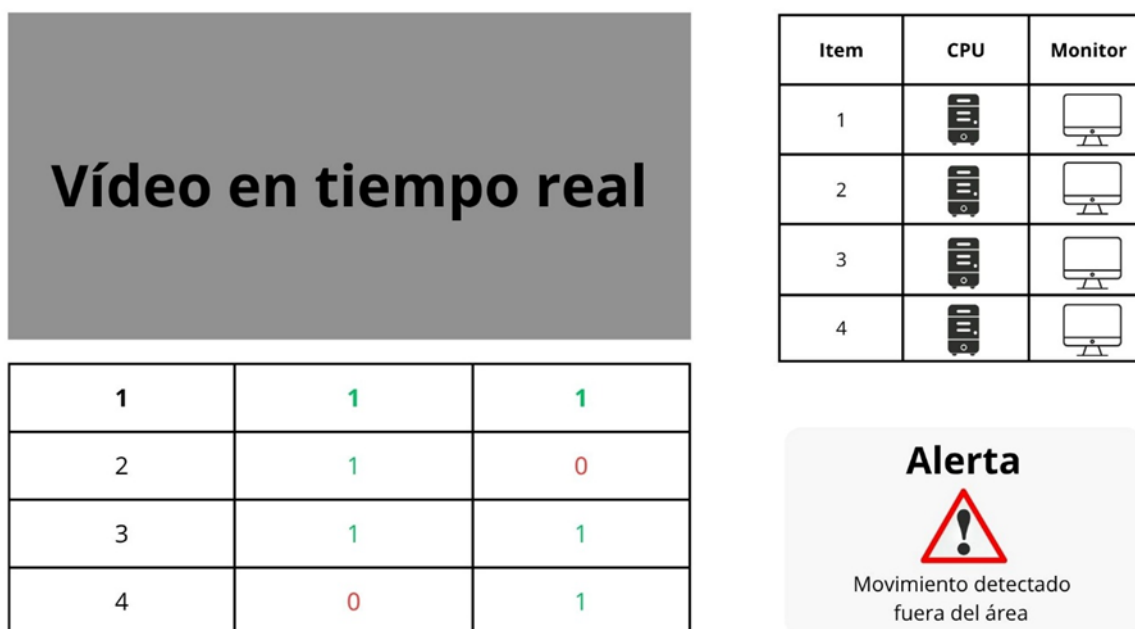 Vídeo en tiempo real
Item CPU Monitor
1
2
3
4
1 1 1
2 1 0
3 1 1
4 0 1
Alerta
Movimiento detectado
fuera del área